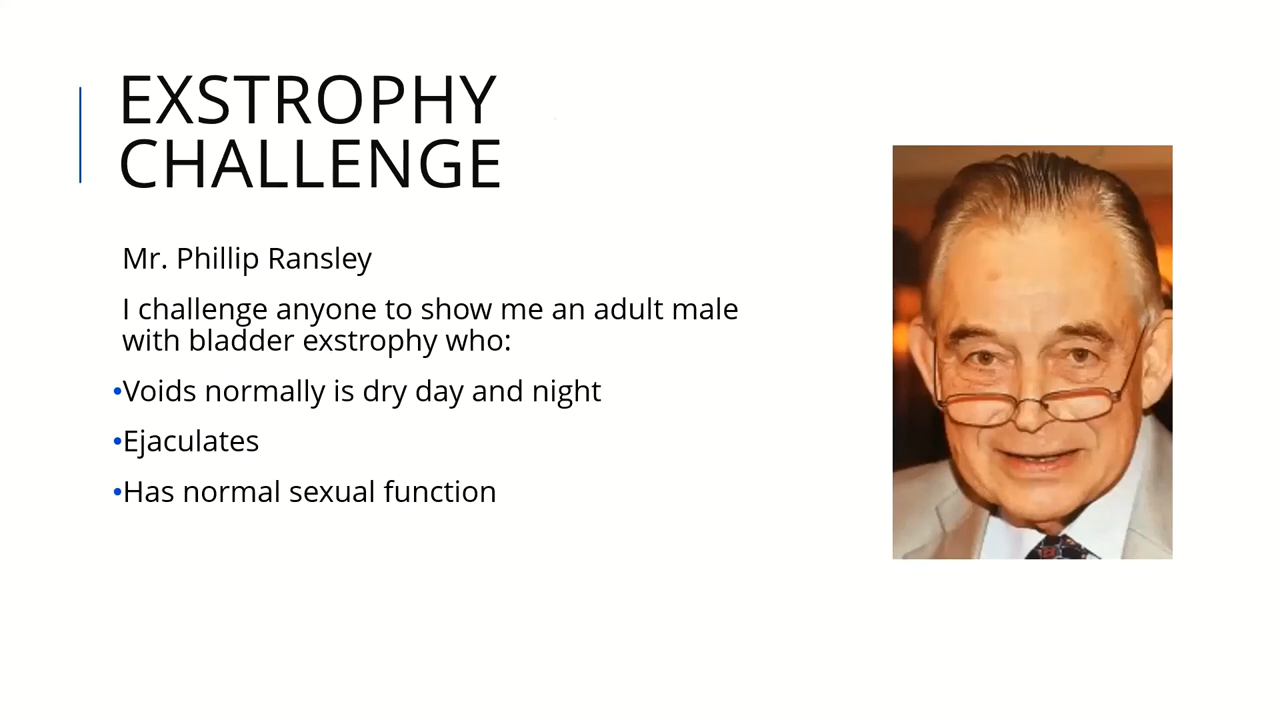 EXSTROPHY
CHALLENGE
Mr. Phillip Ransley
I challenge anyone to show me an adult male
with bladder exstrophy who:
•Voids normally is dry day and night
•Ejaculates
•Has normal sexual function